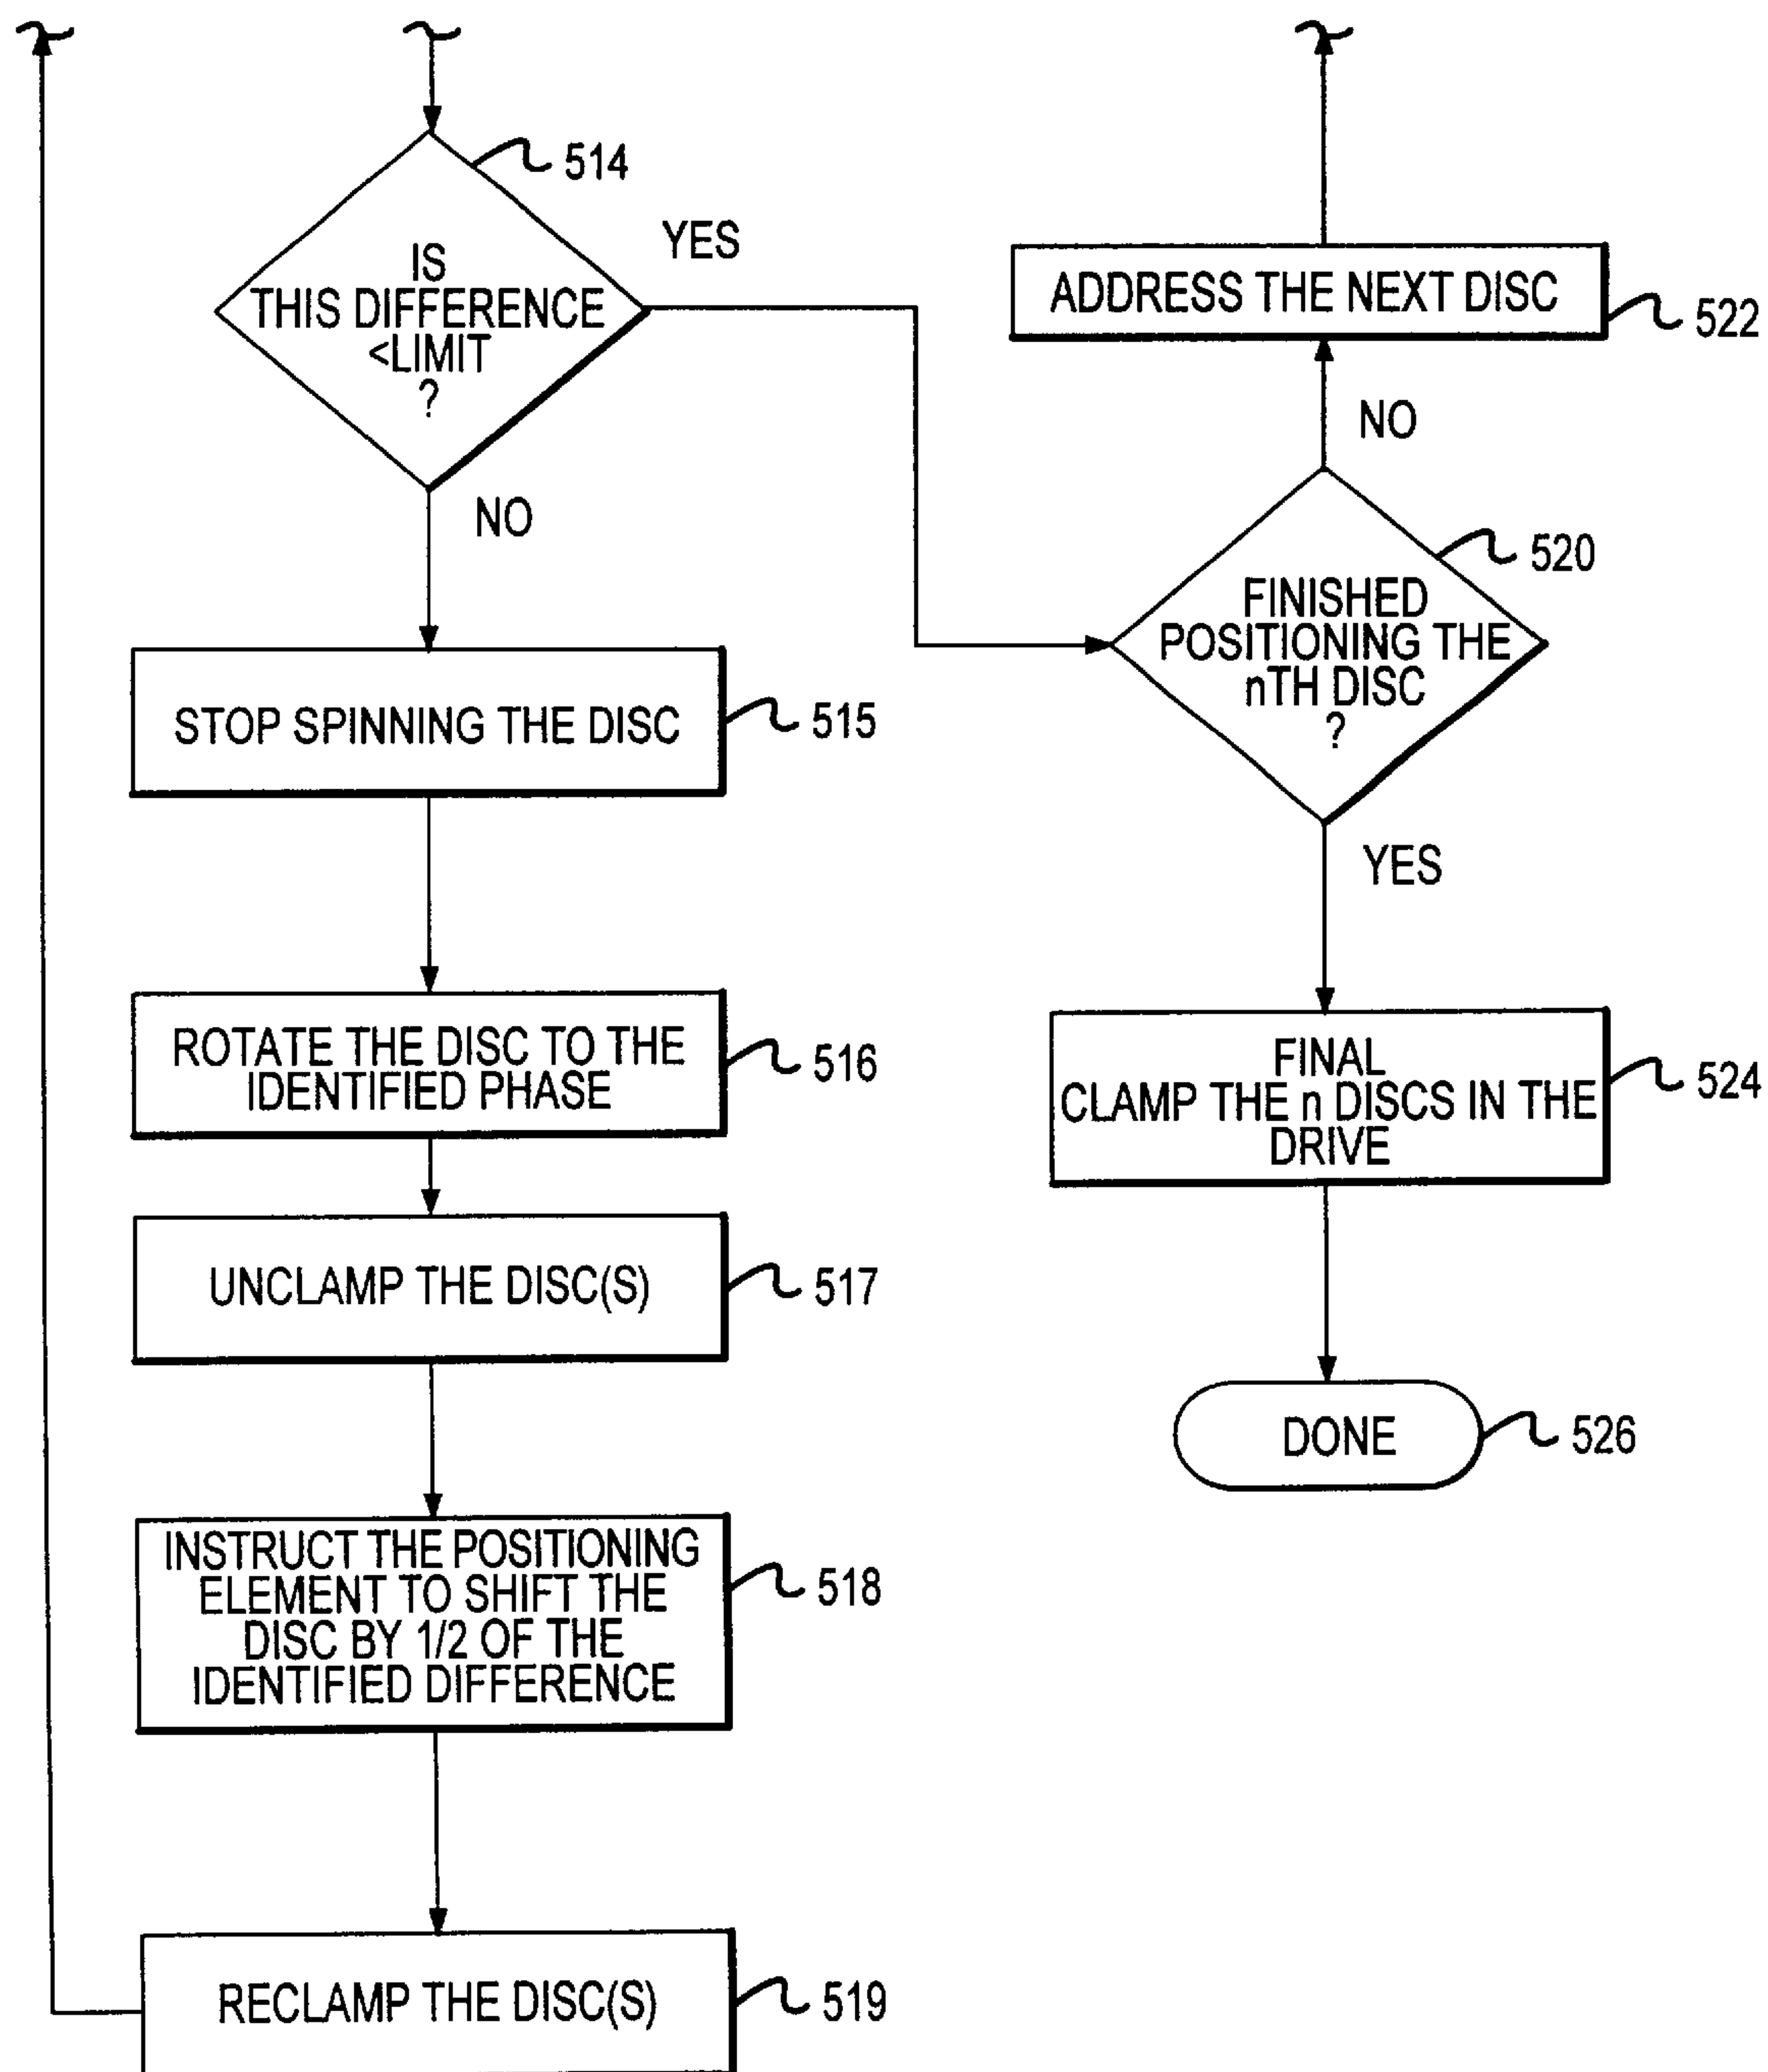 514
IS
THIS DIFFERENCE
<LIMIT
?
YES
NO
STOP SPINNING THE DISC
515
ROTATE THE DISC TO THE
IDENTIFIED PHASE
516
UNCLAMP THE DISC(S)
517
INSTRUCT THE POSITIONING
ELEMENT TO SHIFT THE
DISC BY 1/2 OF THE
IDENTIFIED DIFFERENCE
518
RECLAMP THE DISC(S)
519
ADDRESS THE NEXT DISC
522
NO
520
FINISHED
POSITIONING THE
nTH DISC
?
YES
FINAL
CLAMP THE n DISCS IN THE
DRIVE
524
DONE
526